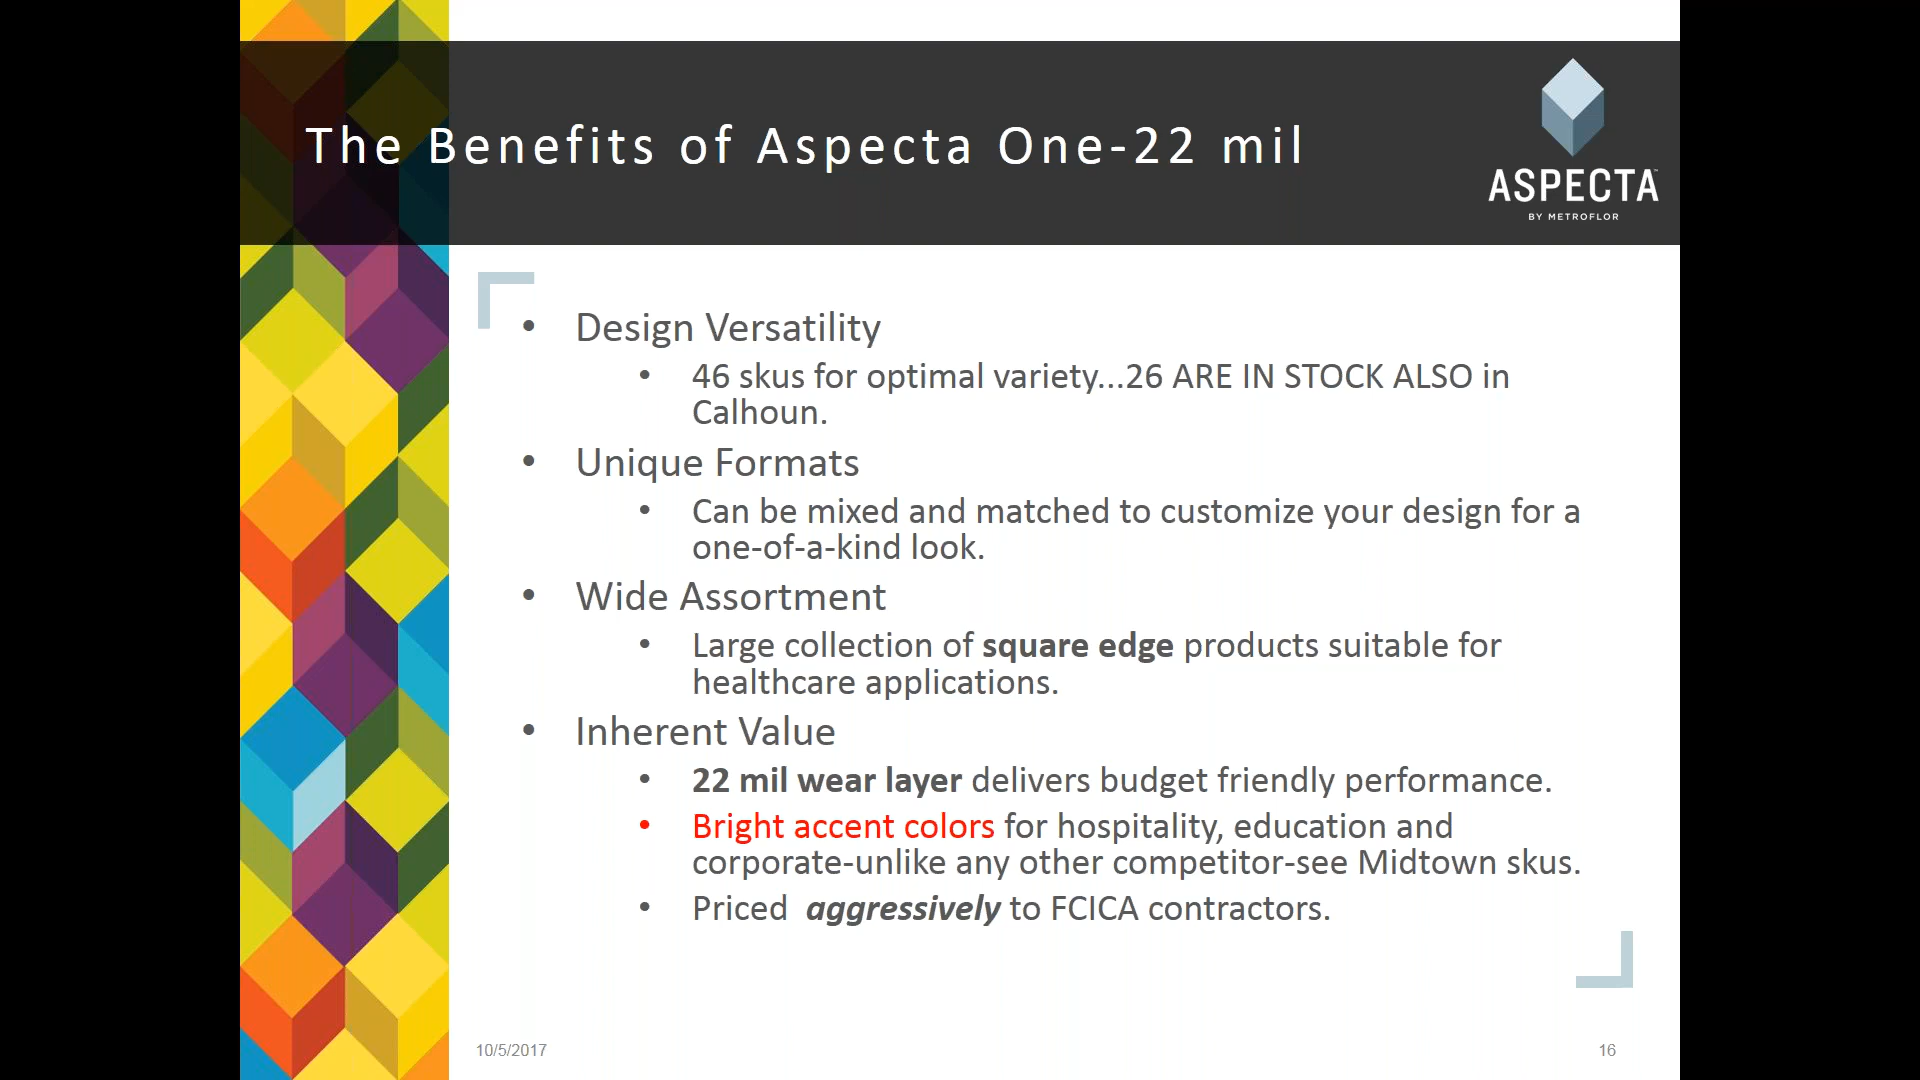 The Benefits of Aspecta One-22 mil
ASPECTA™
BY METROFLOR
• Design Versatility
• 46 skus for optimal variety...26 ARE IN STOCK ALSO in
Calhoun.
• Unique Formats
• Can be mixed and matched to customize your design for a
one-of-a-kind look.
• Wide Assortment
• Large collection of square edge products suitable for
healthcare applications.
• Inherent Value
• 22 mil wear layer delivers budget friendly performance.
• Bright accent colors for hospitality, education and
corporate-unlike any other competitor-see Midtown skus.
• Priced  aggressively to FCICA contractors.
10/5/2017
16